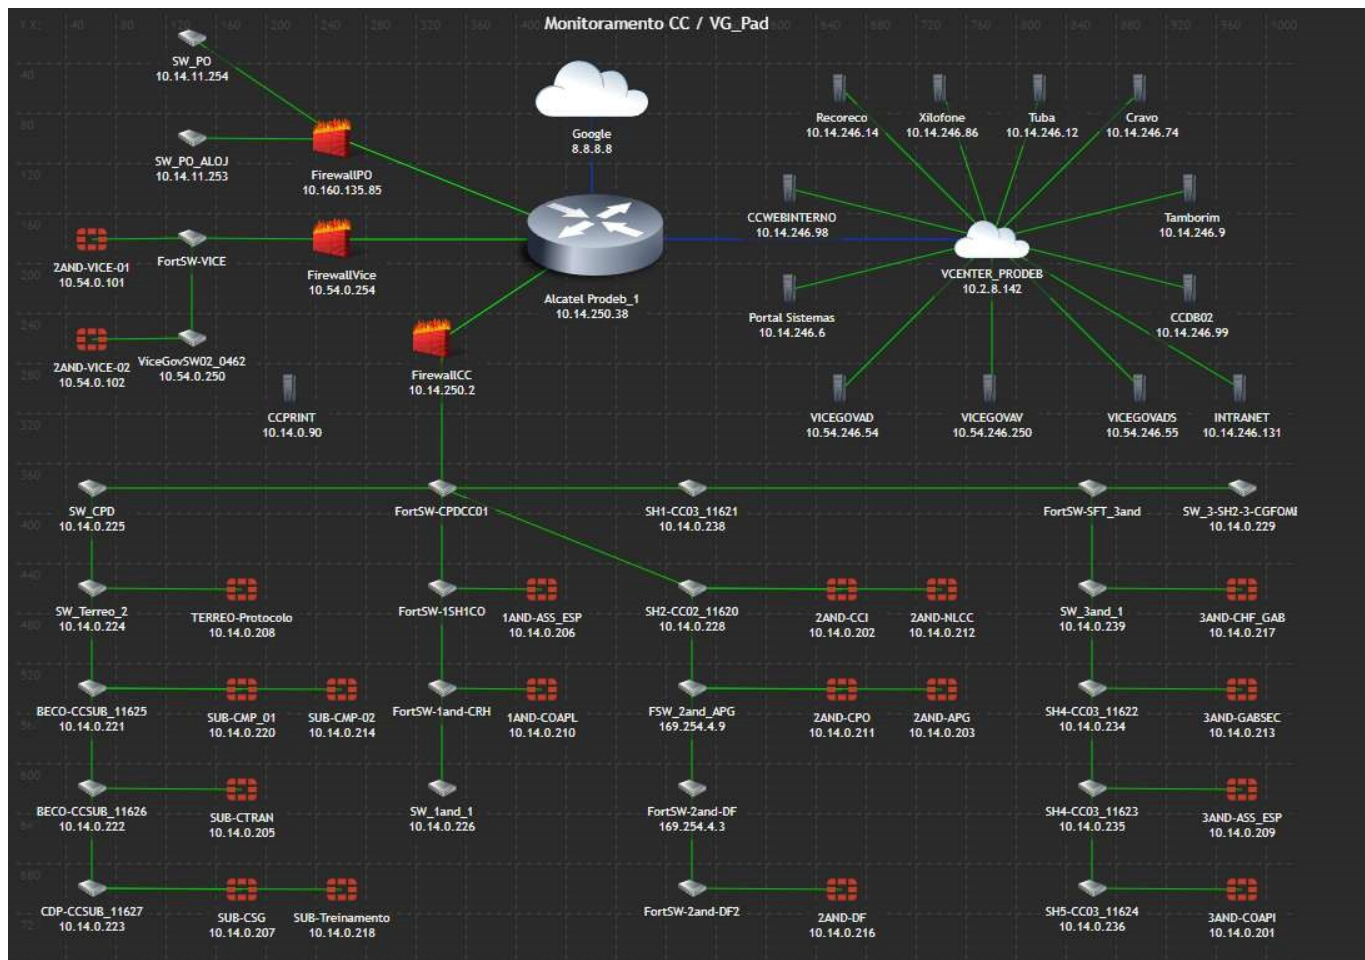 Monitoramento CC / VG_Pad
SW_PO
10.14.11.254
SW_PO_ALOJ
10.14.11.253
FirewallPO
10.160.135.85
Google
8.8.8.8
Recoreco
10.14.246.14
Xilofone
10.14.246.86
Tuba
10.14.246.12
Cravo
10.14.246.74
CCWEBINTERNO
10.14.246.98
Tamborim
10.14.246.9
2AND-VICE-01
10.54.0.101
FortSW-VICE
FirewallVice
10.54.0.254
Alcatel Prodeb_1
10.14.250.38
VCENTER_PRODEB
10.2.8.142
Portal Sistemas
10.14.246.6
CCDB02
10.14.246.99
2AND-VICE-02
10.54.0.102
ViceGovSW02_0462
10.54.0.250
FirewallCC
10.14.250.2
CCPRINT
10.14.0.90
VICEGOVAD
10.54.246.54
VICEGOVAV
10.54.246.250
VICEGOVADS
10.54.246.55
INTRANET
10.14.246.131
SW_CPD
10.14.0.225
FortSW-CPDCC01
SH1-CC03_11621
10.14.0.238
FortSW-SFT_3and
SW_3-SH2-3-CGFOMI
10.14.0.229
SW_Terreo_2
10.14.0.224
TERREO-Protocolo
10.14.0.208
FortSW-1SH1CO
1AND-ASS_ESP
10.14.0.206
SH2-CC02_11620
10.14.0.228
2AND-CCI
10.14.0.202
2AND-NLCC
10.14.0.212
SW_3and_1
10.14.0.239
3AND-CHF_GAB
10.14.0.217
BECO-CCSUB_11625
10.14.0.221
SUB-CMP_01
10.14.0.220
SUB-CMP-02
10.14.0.214
FortSW-1and-CRH
1AND-COAPL
10.14.0.210
FSW_2and_APG
169.254.4.9
2AND-CPO
10.14.0.211
2AND-APG
10.14.0.203
SH4-CC03_11622
10.14.0.234
3AND-GABSEC
10.14.0.213
BECO-CCSUB_11626
10.14.0.222
SUB-CTRAN
10.14.0.205
SW_1and_1
10.14.0.226
FortSW-2and-DF
169.254.4.3
SH4-CC03_11623
10.14.0.235
3AND-ASS_ESP
10.14.0.209
CDP-CCSUB_11627
10.14.0.223
SUB-CSG
10.14.0.207
SUB-Treinamento
10.14.0.218
FortSW-2and-DF2
2AND-DF
10.14.0.216
SH5-CC03_11624
10.14.0.236
3AND-COAPI
10.14.0.201